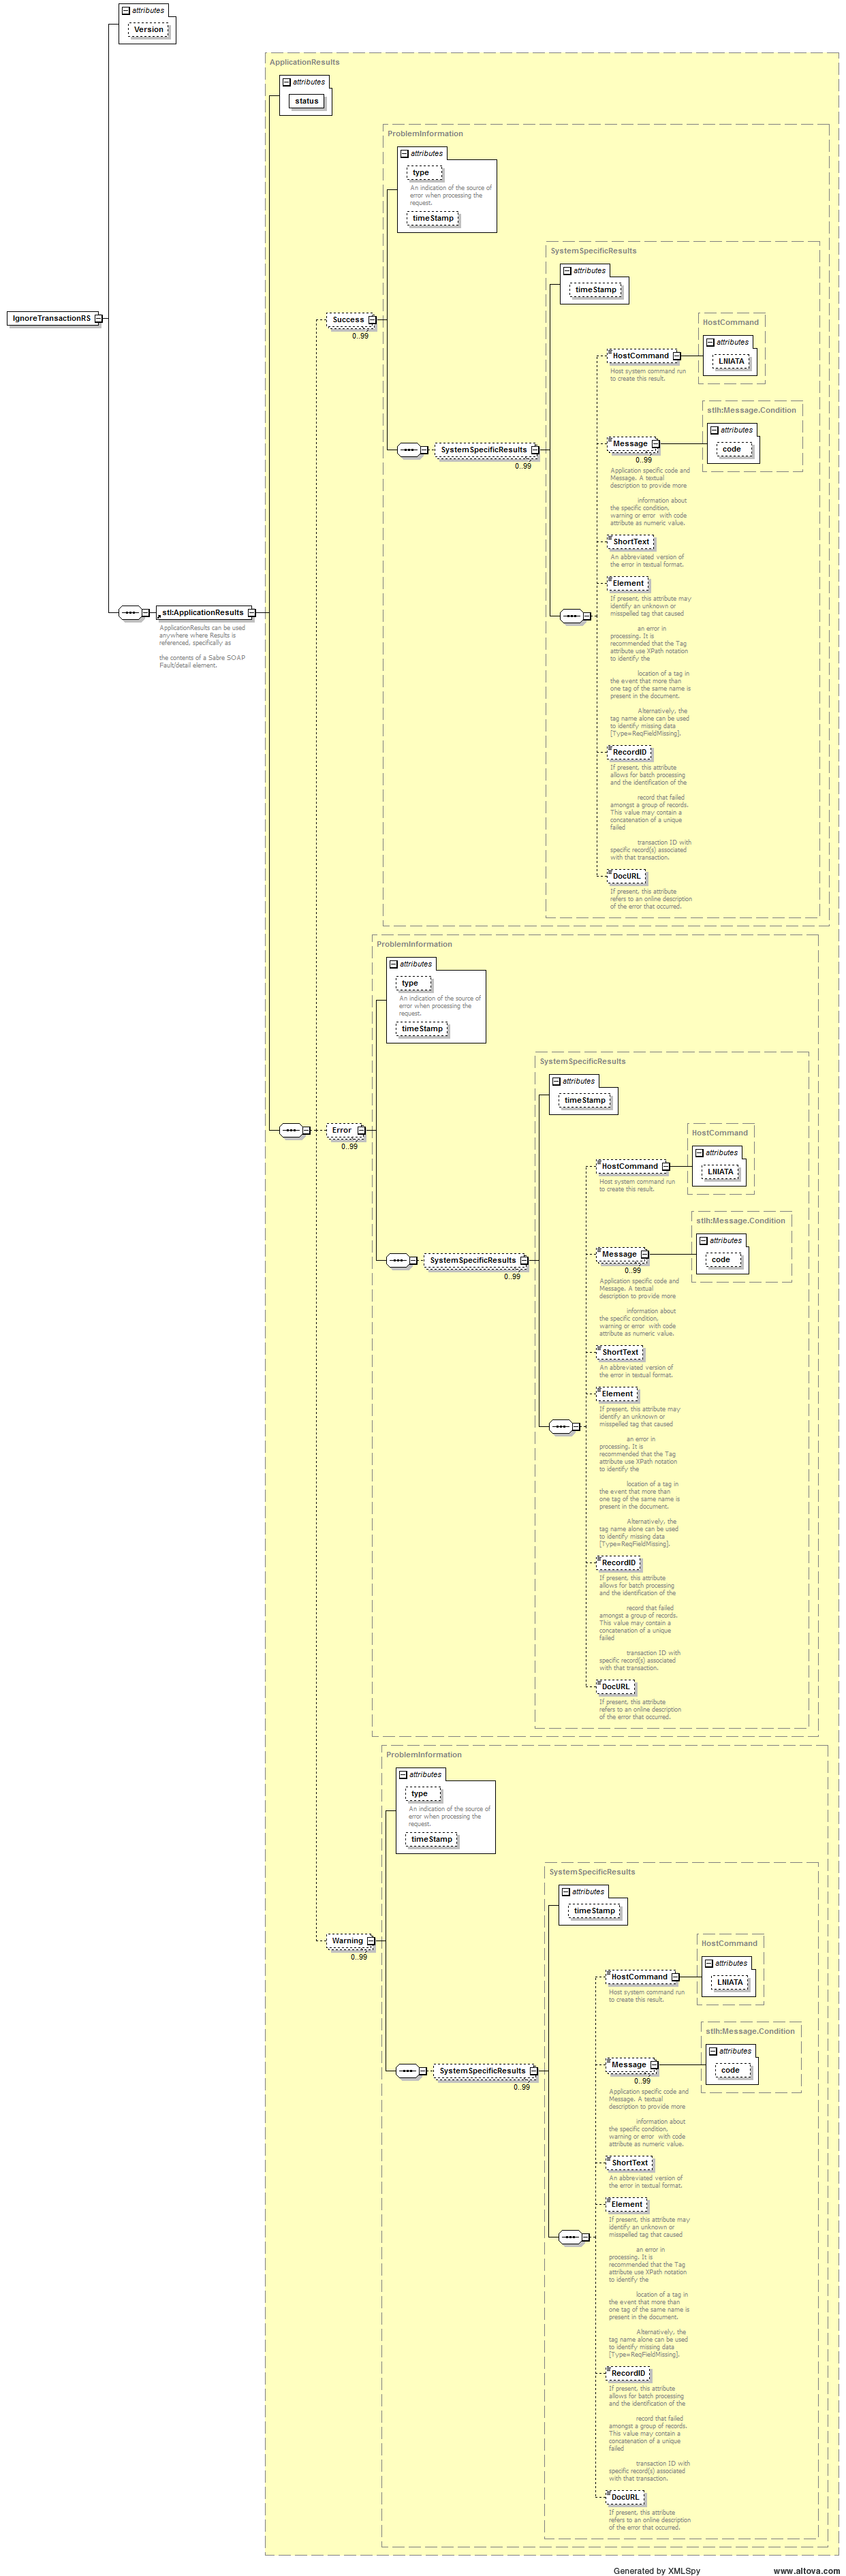 attributes
Version
ApplicationResults
attributes
status
ProblemInformation
attributes
type
An indication of the source of
error when processing the
request.
timeStamp
SystemSpecificResults
attributes
timeStamp
IgnoreTransactionRS
Success
0..99
HostCommand
Host system command run
to create this result.
HostCommand
attributes
LNIATA
SystemSpecificResults
0..99
Message
0..99
Application specific code and
Message. A textual
description to provide more
information about
the specific condition,
warning or error with code
attribute as numeric value.
stlh:Message.Condition
attributes
code
ShortText
An abbreviated version of
the error in textual format.
Element
If present, this attribute may
identify an unknown or
misspelled tag that caused
an error in
processing. It is
recommended that the Tag
attribute use XPath notation
to identify the
location of a tag in
the event that more than
one tag of the same name is
present in the document.
Alternatively, the
tag name alone can be used
to identify missing data
[Type=ReqFieldMissing].
stl:ApplicationResults
ApplicationResults can be used
anywhere where Results is
referenced, specifically as
the contents of a Sabre SOAP
Fault/detail element.
RecordID
If present, this attribute
allows for batch processing
and the identification of the
record that failed
amongst a group of records.
This value may contain a
concatenation of a unique
failed
transaction ID with
specific record(s) associated
with that transaction.
DocURL
If present, this attribute
refers to an online description
of the error that occurred.
ProblemInformation
attributes
type
An indication of the source of
error when processing the
request.
timeStamp
SystemSpecificResults
attributes
timeStamp
Error
0..99
HostCommand
Host system command run
to create this result.
HostCommand
attributes
LNIATA
SystemSpecificResults
0..99
Message
0..99
Application specific code and
Message. A textual
description to provide more
information about
the specific condition,
warning or error with code
attribute as numeric value.
stlh:Message.Condition
attributes
code
ShortText
An abbreviated version of
the error in textual format.
Element
If present, this attribute may
identify an unknown or
misspelled tag that caused
an error in
processing. It is
recommended that the Tag
attribute use XPath notation
to identify the
location of a tag in
the event that more than
one tag of the same name is
present in the document.
Alternatively, the
tag name alone can be used
to identify missing data
[Type=ReqFieldMissing].
RecordID
If present, this attribute
allows for batch processing
and the identification of the
record that failed
amongst a group of records.
This value may contain a
concatenation of a unique
failed
transaction ID with
specific record(s) associated
with that transaction.
DocURL
If present, this attribute
refers to an online description
of the error that occurred.
ProblemInformation
attributes
type
An indication of the source of
error when processing the
request.
timeStamp
SystemSpecificResults
attributes
timeStamp
Warning
0..99
HostCommand
Host system command run
to create this result.
HostCommand
attributes
LNIATA
SystemSpecificResults
0..99
Message
0..99
Application specific code and
Message. A textual
description to provide more
information about
the specific condition,
warning or error with code
attribute as numeric value.
stlh:Message.Condition
attributes
code
ShortText
An abbreviated version of
the error in textual format.
Element
If present, this attribute may
identify an unknown or
misspelled tag that caused
an error in
processing. It is
recommended that the Tag
attribute use XPath notation
to identify the
location of a tag in
the event that more than
one tag of the same name is
present in the document.
Alternatively, the
tag name alone can be used
to identify missing data
[Type=ReqFieldMissing].
RecordID
If present, this attribute
allows for batch processing
and the identification of the
record that failed
amongst a group of records.
This value may contain a
concatenation of a unique
failed
transaction ID with
specific record(s) associated
with that transaction.
DocURL
If present, this attribute
refers to an online description
of the error that occurred.
Generated by XMLSpy
www.altova.com